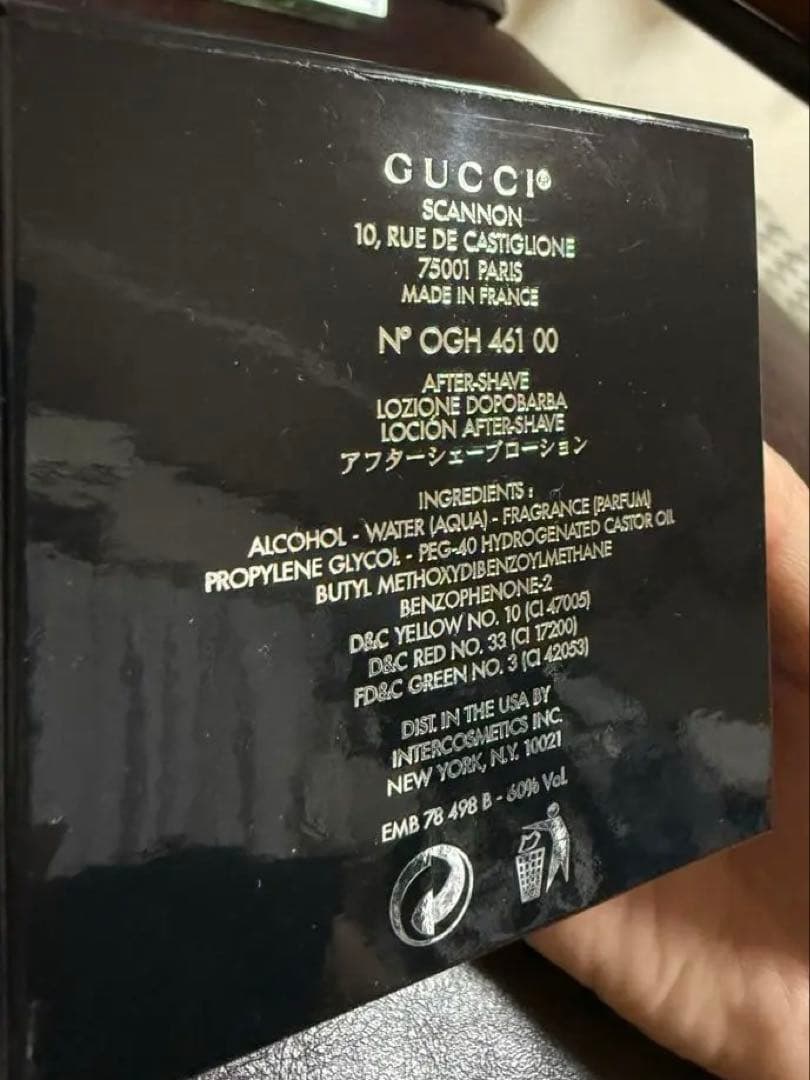 GUCCI®
SCANNON
10, RUE DE CASTIGLIONE
75001 PARIS
MADE IN FRANCE
Nº OGH 461 00
AFTER-SHAVE
LOZIONE DOPOBARBA
LOCIÓN AFTER-SHAVE
アフターシェーブローション
INGREDIENTS :
ALCOHOL - WATER (AQUA) - FRAGRANCE (PARFUM)
PROPYLENE GLYCOL - PEG-40 HYDROGENATED CASTOR OIL
BUTYL METHOXYDIBENZOYLMETHANE
BENZOPHENONE-2
D&C YELLOW NO. 10 (CI 47005)
D&C RED NO. 33 (CI 17200)
FD&C GREEN NO. 3 (CI 42053)
DIST. IN THE USA BY
INTERCOSMETICS INC.
NEW YORK, N.Y. 10021
EMB 78 498 B - 60% Vol.